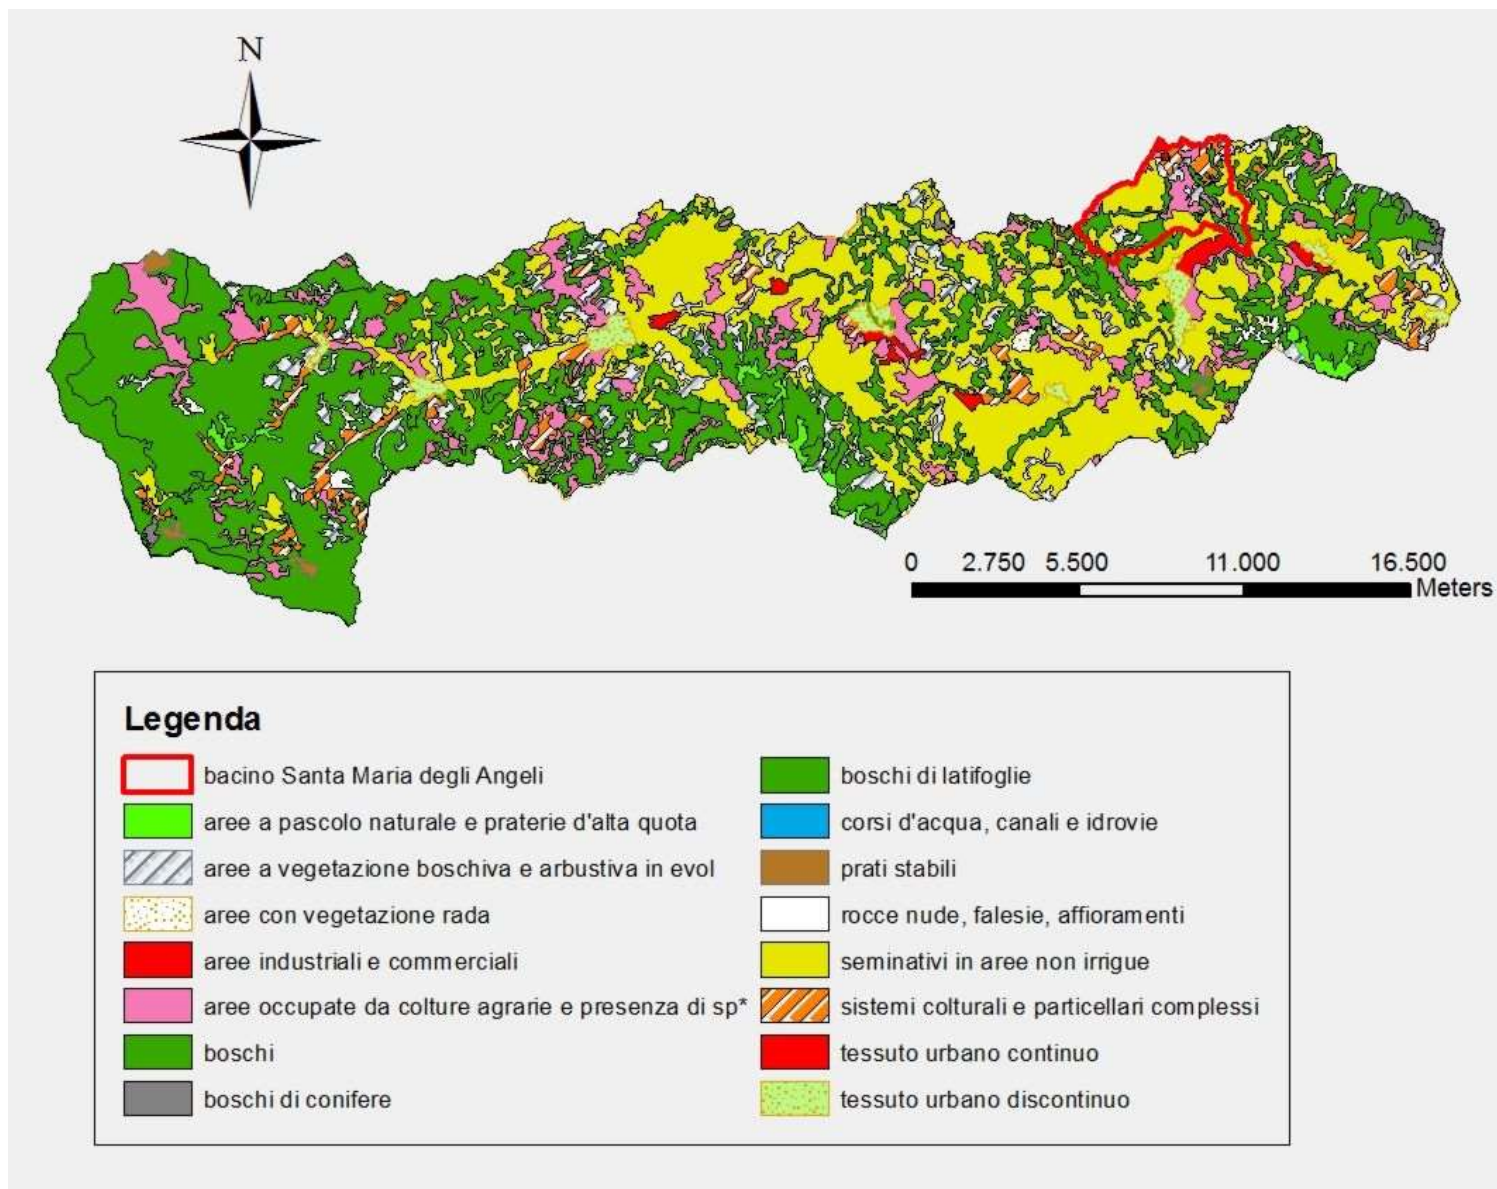 N
0 2.750 5.500 11.000 16.500
Meters
Legenda
bacino Santa Maria degli Angeli
aree a pascolo naturale e praterie d'alta quota
aree a vegetazione boschiva e arbustiva in evol
aree con vegetazione rada
aree industriali e commerciali
aree occupate da colture agrarie e presenza di sp*
boschi
boschi di conifere
boschi di latifoglie
corsi d'acqua, canali e idrovie
prati stabili
rocce nude, falesie, affioramenti
seminativi in aree non irrigue
sistemi colturali e particellari complessi
tessuto urbano continuo
tessuto urbano discontinuo